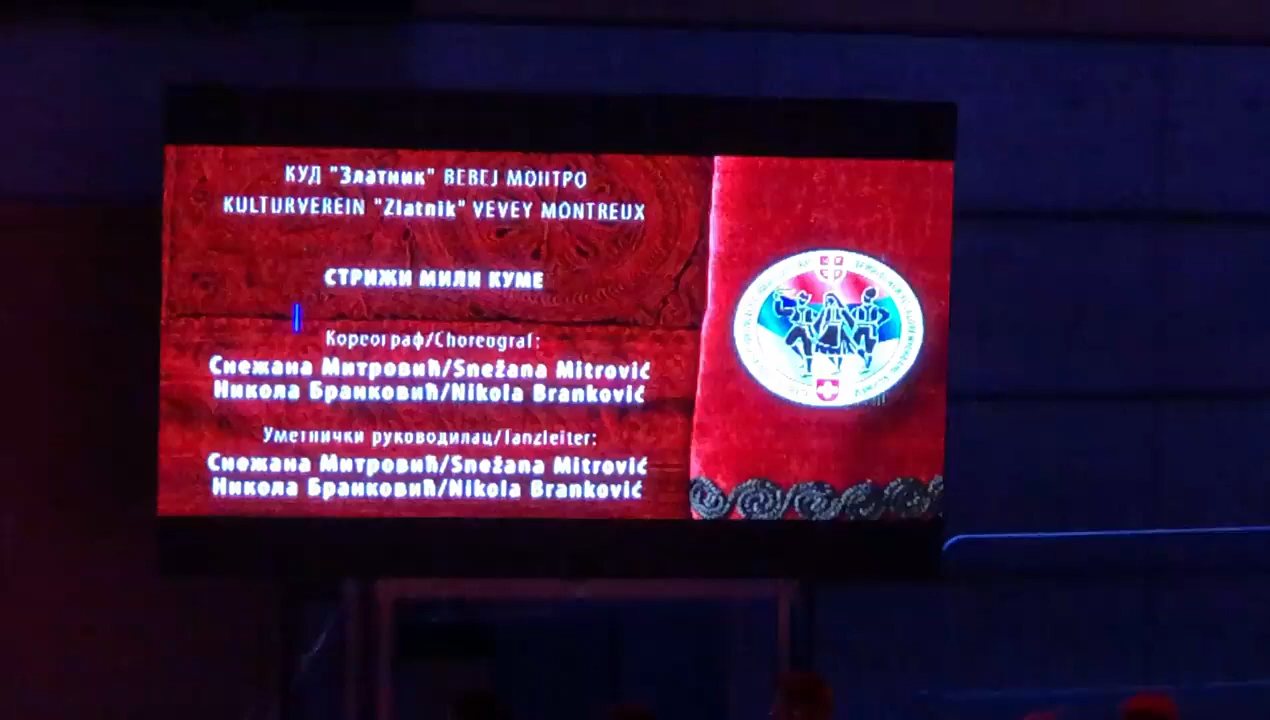 КУД "Златник" ВЕВЕЈ МОНТРО
KULTURVEREIN "Zlatnik" VEVEY MONTREUX
СТРИЖИ МИЛИ КУМЕ
Кореограф/Choreograf:
Снежана Митровић/Snežana Mitrović
Никола Бранковић/Nikola Branković
Уметнички руководилац/Tanzleiter:
Снежана Митровић/Snežana Mitrović
Никола Бранковић/Nikola Branković